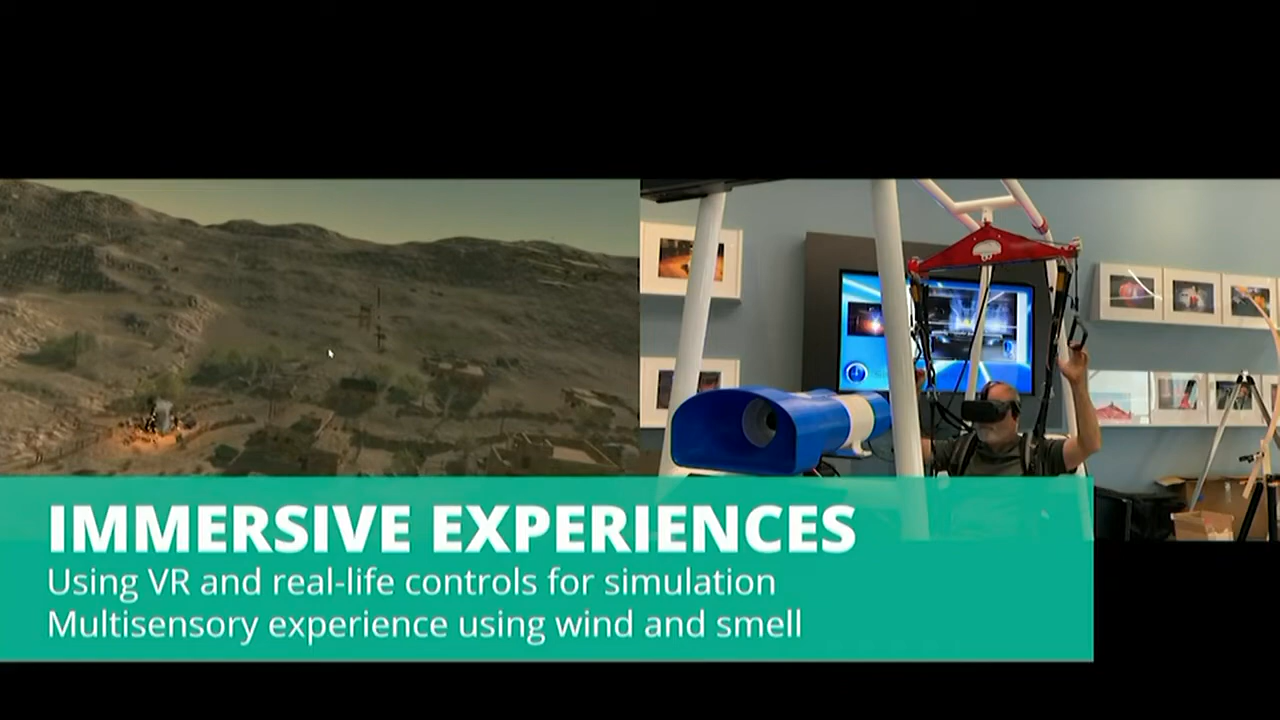 IMMERSIVE EXPERIENCES
Using VR and real-life controls for simulation
Multisensory experience using wind and smell